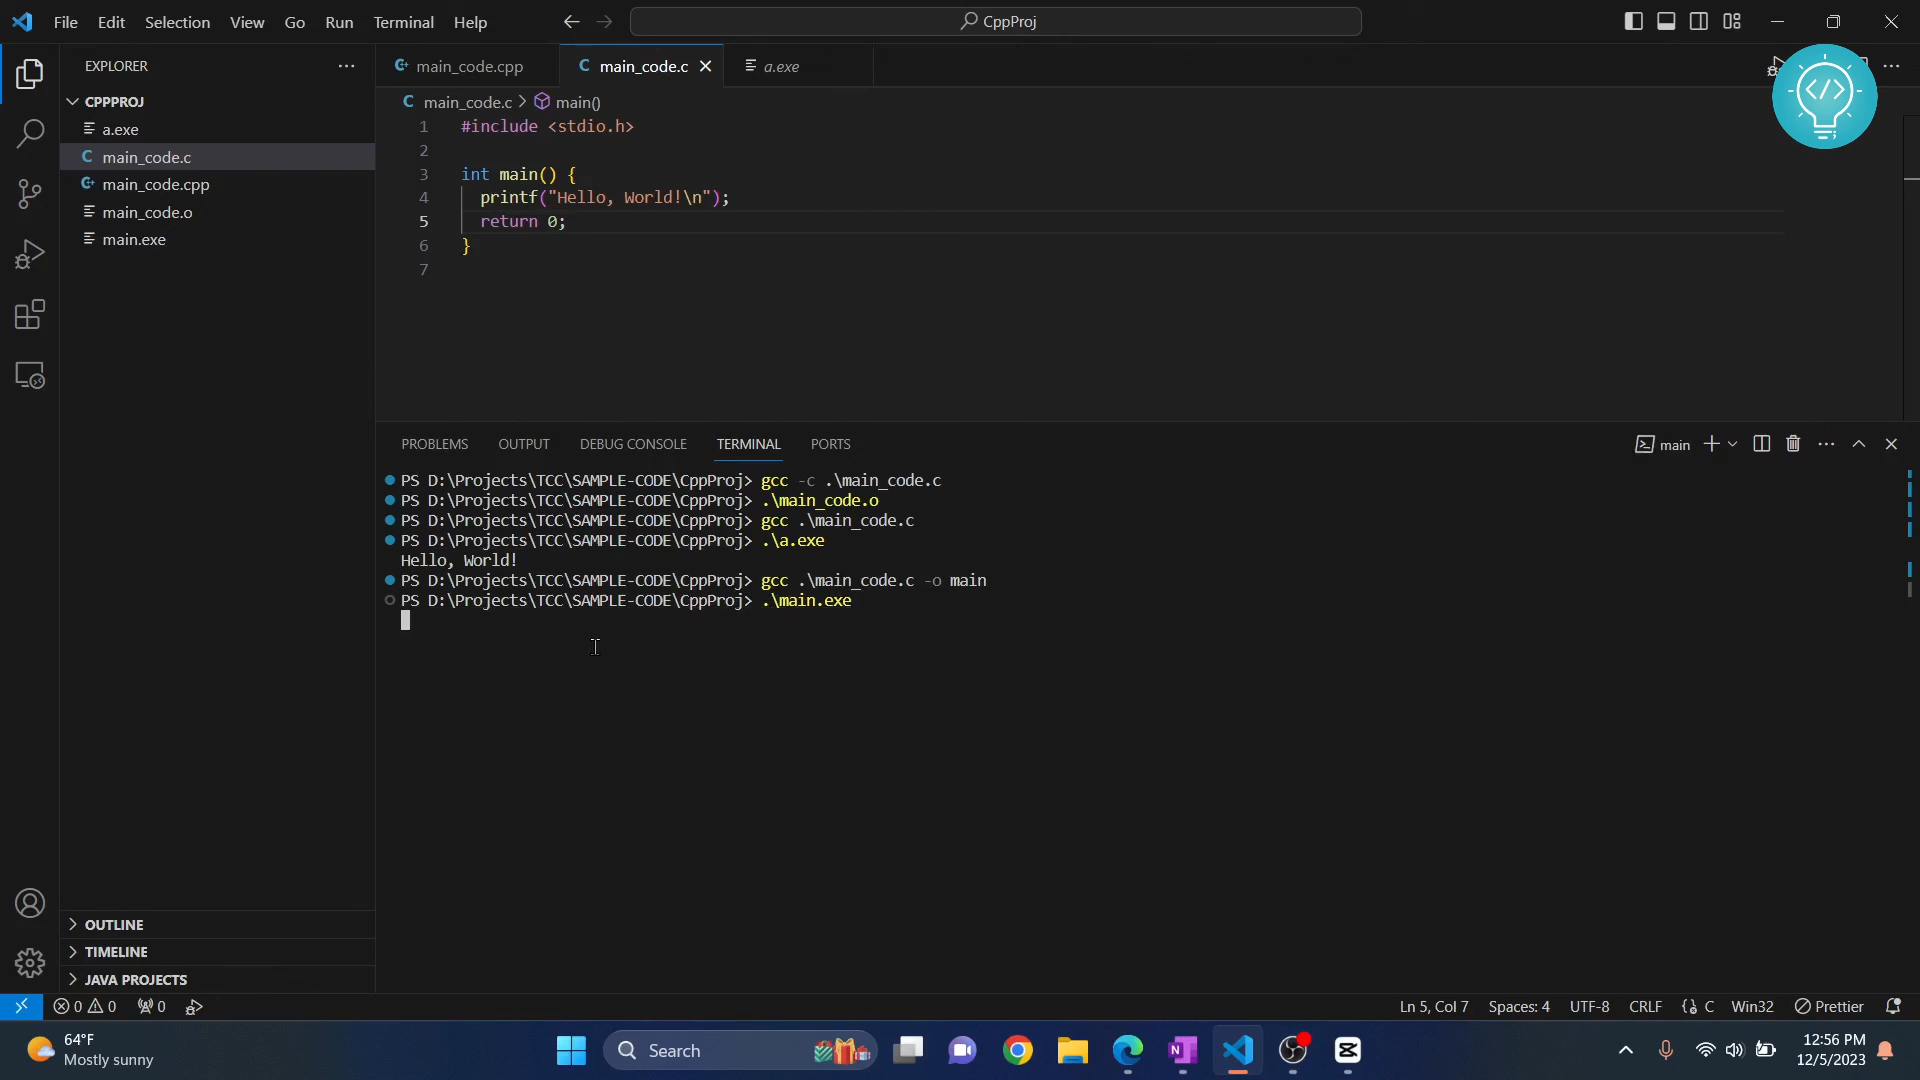 File Edit Selection View Go Run Terminal Help
CppProj
EXPLORER
CPPPROJ
a.exe
main_code.c
main_code.cpp
main_code.o
main.exe
OUTLINE
TIMELINE
JAVA PROJECTS
main_code.cpp
main_code.c
a.exe
main_code.c > main()
1 #include <stdio.h>
2
3 int main() {
4 printf("Hello, World!\n");
5 return 0;
6 }
7
PROBLEMS OUTPUT DEBUG CONSOLE TERMINAL PORTS
main
PS D:\Projects\TCC\SAMPLE-CODE\CppProj> gcc -c .\main_code.c
PS D:\Projects\TCC\SAMPLE-CODE\CppProj> .\main_code.o
PS D:\Projects\TCC\SAMPLE-CODE\CppProj> gcc .\main_code.c
PS D:\Projects\TCC\SAMPLE-CODE\CppProj> .\a.exe
Hello, World!
PS D:\Projects\TCC\SAMPLE-CODE\CppProj> gcc .\main_code.c -o main
PS D:\Projects\TCC\SAMPLE-CODE\CppProj> .\main.exe
0 0 0
Ln 5, Col 7 Spaces: 4 UTF-8 CRLF {} C Win32 Prettier
64°F
Mostly sunny
Search
12:56 PM
12/5/2023